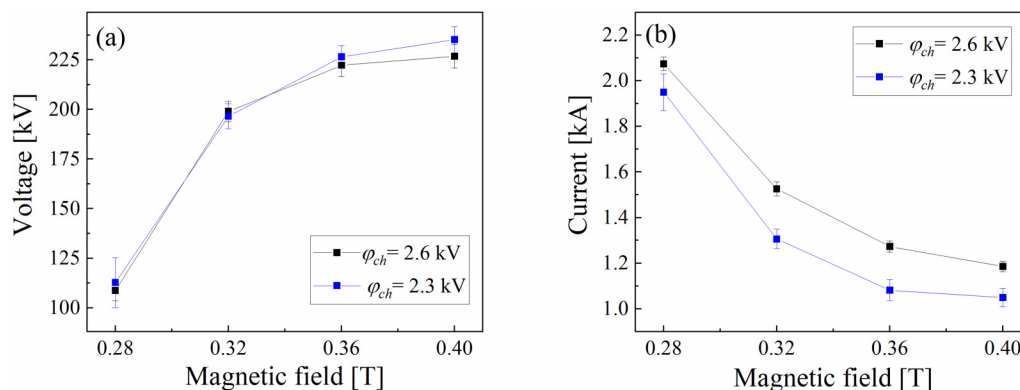 (a)
Voltage [kV]
225
200
175
150
125
100
φch= 2.6 kV
φch= 2.3 kV
0.28 0.32 0.36 0.40
Magnetic field [T]
(b)
Current [kA]
2.2
2.0
1.8
1.6
1.4
1.2
1.0
φch= 2.6 kV
φch= 2.3 kV
0.28 0.32 0.36 0.40
Magnetic field [T]